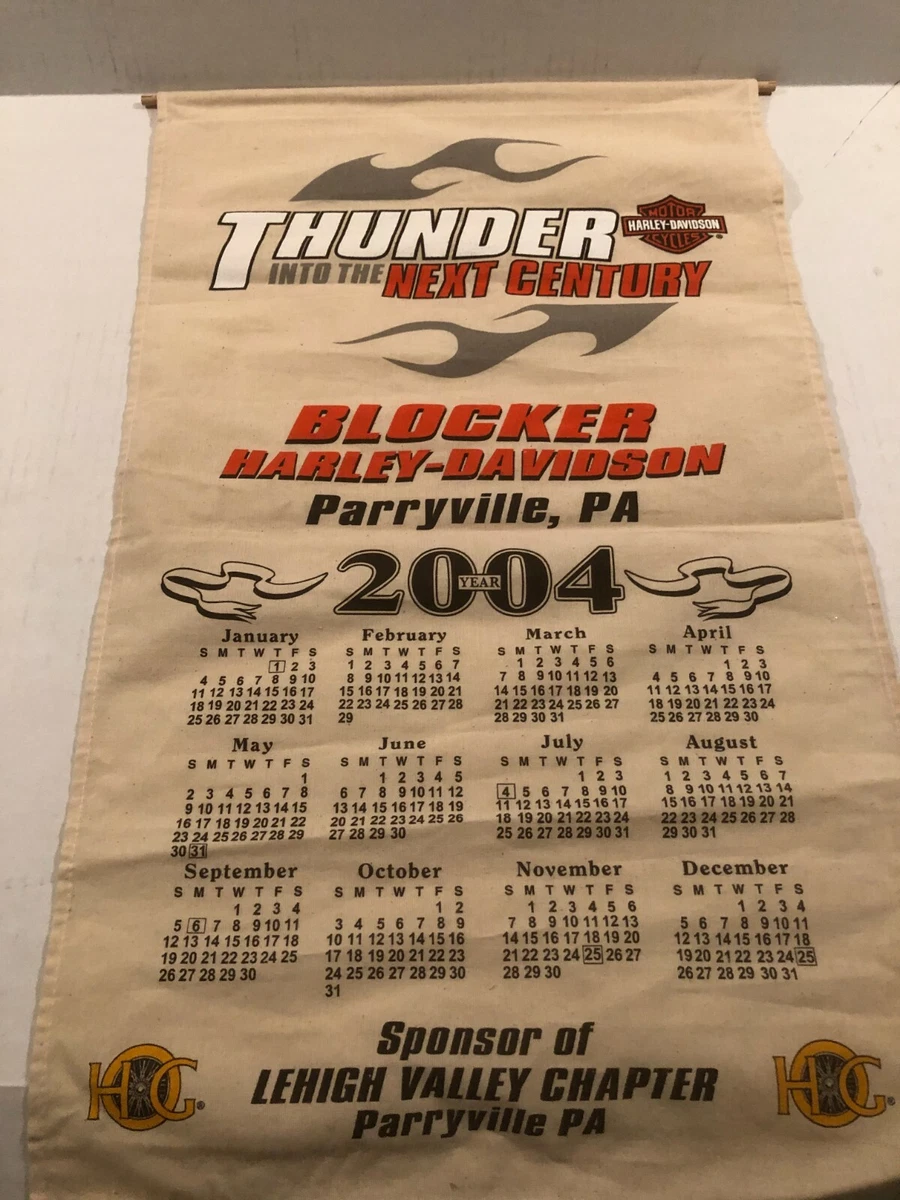 THUNDER
MOTOR
HARLEY-DAVIDSON
CYCLES
INTO THE NEXT CENTURY
BLOCKER
HARLEY-DAVIDSON
Parryville, PA
2004
YEAR
January February March April
S M T W T F S S M T W T F S S M T W T F S S M T W T F S
1 2 3 1 2 3 4 5 6 7 1 2 3 4 5 6 1 2 3
4 5 6 7 8 9 10 8 9 10 11 12 13 14 7 8 9 10 11 12 13 4 5 6 7 8 9 10
11 12 13 14 15 16 17 15 16 17 18 19 20 21 14 15 16 17 18 19 20 11 12 13 14 15 16 17
18 19 20 21 22 23 24 22 23 24 25 26 27 28 21 22 23 24 25 26 27 18 19 20 21 22 23 24
25 26 27 28 29 30 31 29 28 29 30 31 25 26 27 28 29 30
May June July August
S M T W T F S S M T W T F S S M T W T F S S M T W T F S
1 1 2 3 4 5 1 2 3 1 2 3 4 5 6 7
2 3 4 5 6 7 8 6 7 8 9 10 11 12 4 5 6 7 8 9 10 8 9 10 11 12 13 14
9 10 11 12 13 14 15 13 14 15 16 17 18 19 11 12 13 14 15 16 17 15 16 17 18 19 20 21
16 17 18 19 20 21 22 20 21 22 23 24 25 26 18 19 20 21 22 23 24 22 23 24 25 26 27 28
23 24 25 26 27 28 29 27 28 29 30 25 26 27 28 29 30 31 29 30 31
30 31
September October November December
S M T W T F S S M T W T F S S M T W T F S S M T W T F S
1 2 3 4 1 2 1 2 3 4 5 6 1 2 3 4
5 6 7 8 9 10 11 3 4 5 6 7 8 9 7 8 9 10 11 12 13 5 6 7 8 9 10 11
12 13 14 15 16 17 18 10 11 12 13 14 15 16 14 15 16 17 18 19 20 12 13 14 15 16 17 18
19 20 21 22 23 24 25 17 18 19 20 21 22 23 21 22 23 24 25 26 27 19 20 21 22 23 24 25
26 27 28 29 30 24 25 26 27 28 29 30 28 29 30 26 27 28 29 30 31
31
Sponsor of
HOG® LEHIGH VALLEY CHAPTER HOG®
Parryville PA